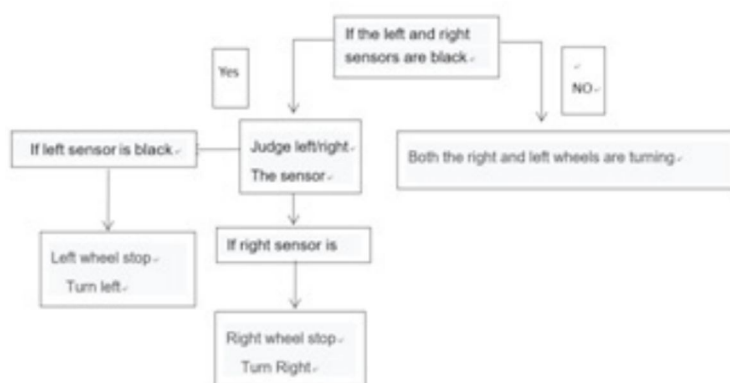 If the left and right
sensors are black
Yes
NO
If left sensor is black
Judge left/right
The sensor
Both the right and left wheels are turning
Left wheel stop
Turn left
If right sensor is
Right wheel stop
Turn Right